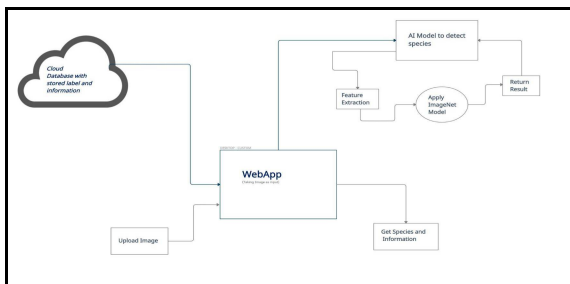 Cloud
Database with
stored label and
information
AI Model to detect
species
Feature
Extraction
Apply
ImageNet
Model
Return
Result
WebApp
(Taking Image as input)
Upload Image
Get Species and
Information